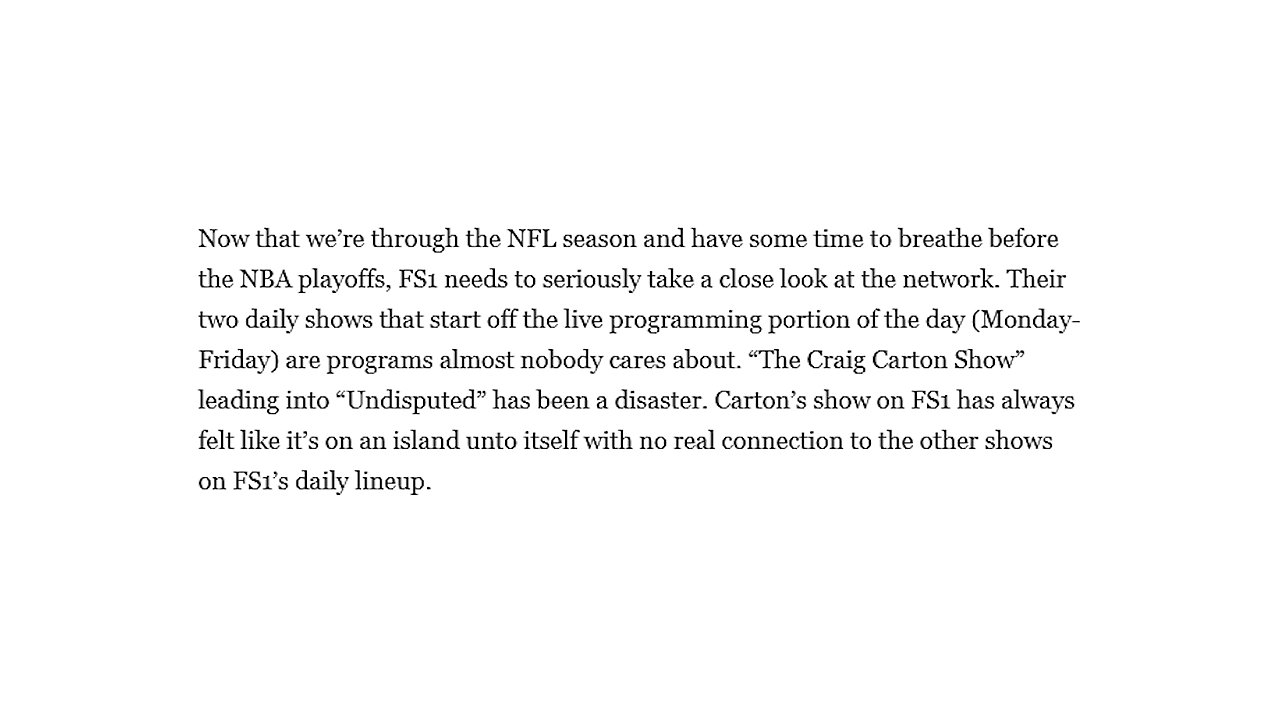 Now that we’re through the NFL season and have some time to breathe before
the NBA playoffs, FS1 needs to seriously take a close look at the network. Their
two daily shows that start off the live programming portion of the day (Monday-
Friday) are programs almost nobody cares about. “The Craig Carton Show”
leading into “Undisputed” has been a disaster. Carton’s show on FS1 has always
felt like it’s on an island unto itself with no real connection to the other shows
on FS1’s daily lineup.